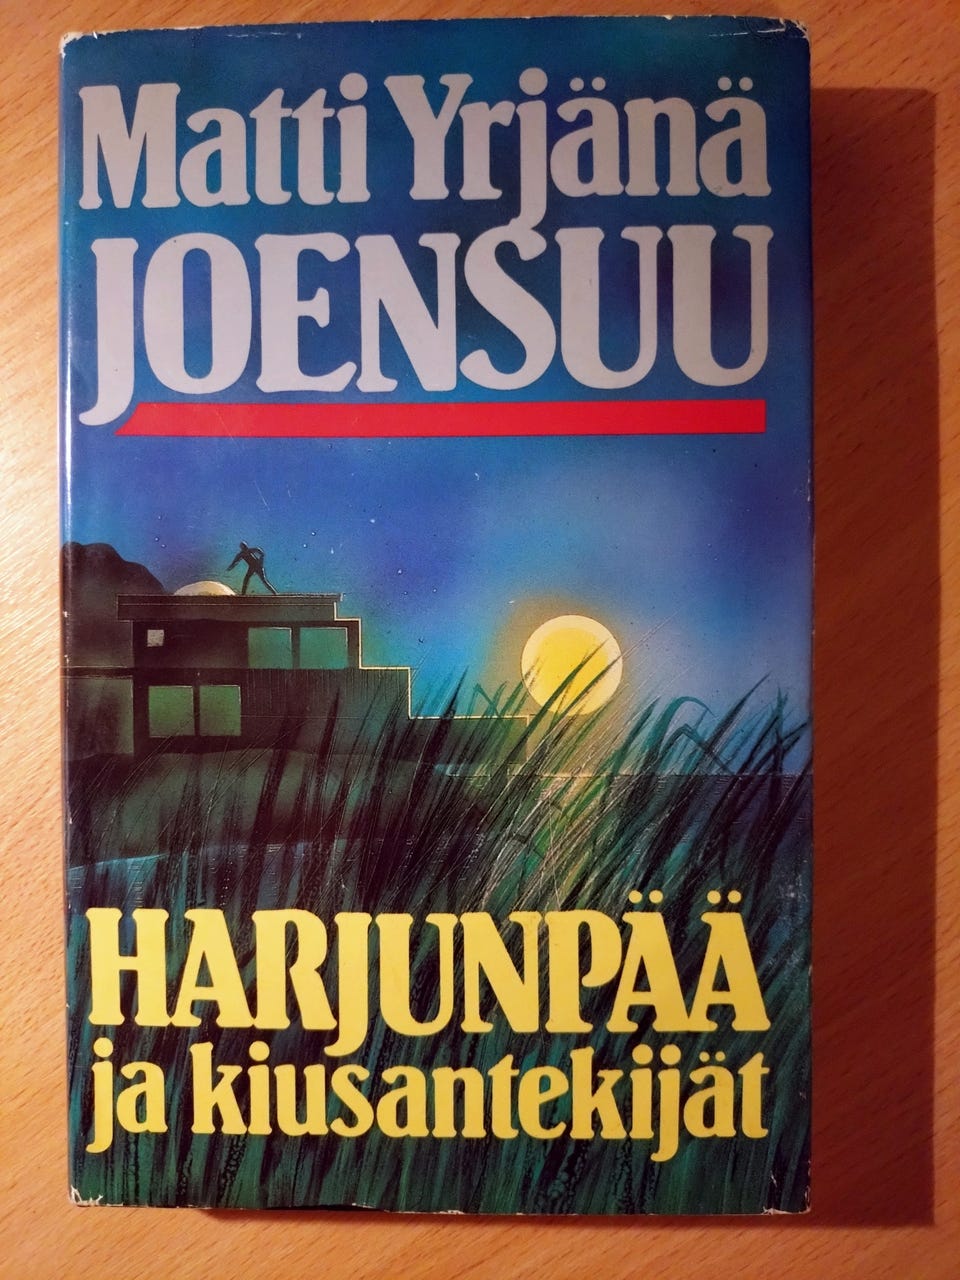 Matti Yrjänä
JOENSUU
HARJUNPÄÄ
ja kiusantekijät